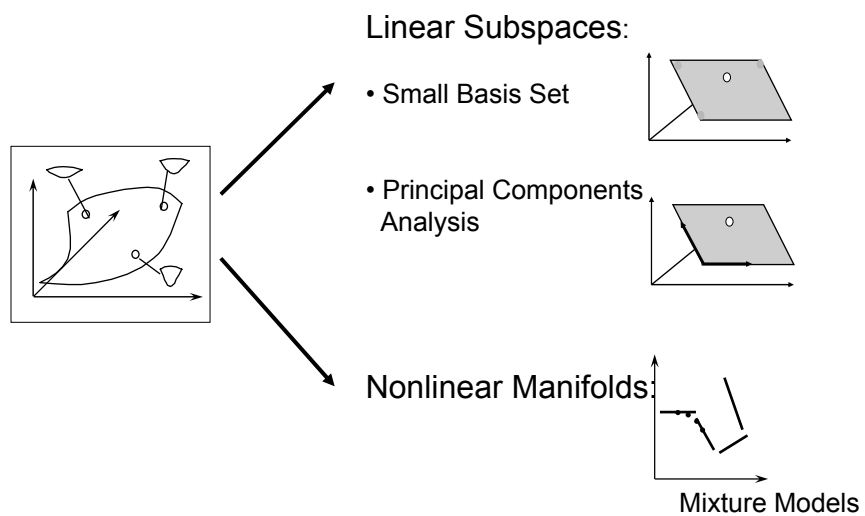 Linear Subspaces:
• Small Basis Set
• Principal Components
Analysis
Nonlinear Manifolds:
Mixture Models